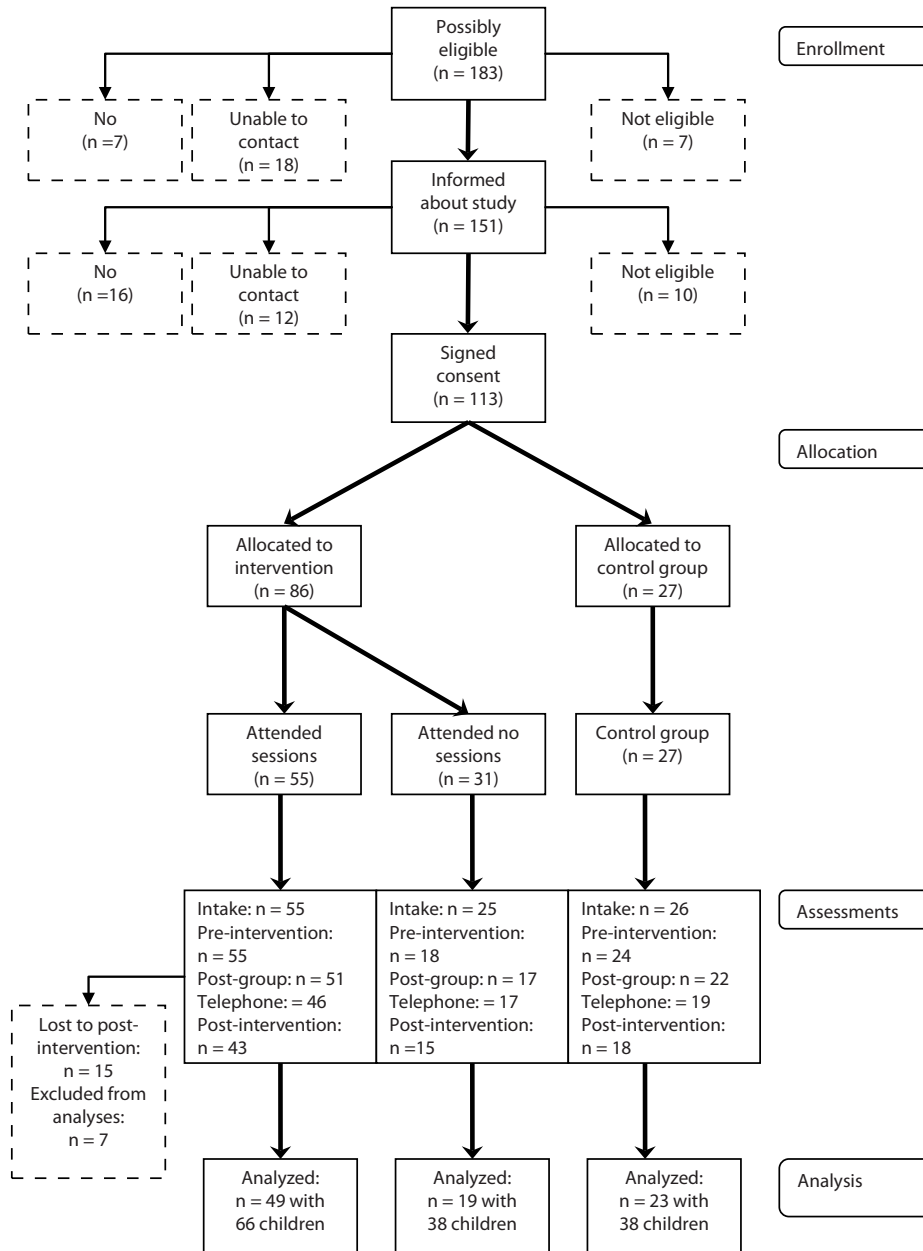 Possibly
eligible
(n = 183)
Enrollment
No
(n =7)
Unable to
contact
(n = 18)
Not eligible
(n = 7)
Informed
about study
(n = 151)
No
(n =16)
Unable to
contact
(n = 12)
Not eligible
(n = 10)
Signed
consent
(n = 113)
Allocation
Allocated to
intervention
(n = 86)
Allocated to
control group
(n = 27)
Attended
sessions
(n = 55)
Attended no
sessions
(n = 31)
Control group
(n = 27)
Intake: n = 55
Pre-intervention:
n = 55
Post-group: n = 51
Telephone: = 46
Post-intervention:
n = 43
Intake: n = 25
Pre-intervention:
n = 18
Post-group: n = 17
Telephone: = 17
Post-intervention:
n =15
Intake: n = 26
Pre-intervention:
n = 24
Post-group: n = 22
Telephone: = 19
Post-intervention:
n = 18
Assessments
Lost to post-
intervention:
n = 15
Excluded from
analyses:
n = 7
Analyzed:
n = 49 with
66 children
Analyzed:
n = 19 with
38 children
Analyzed:
n = 23 with
38 children
Analysis